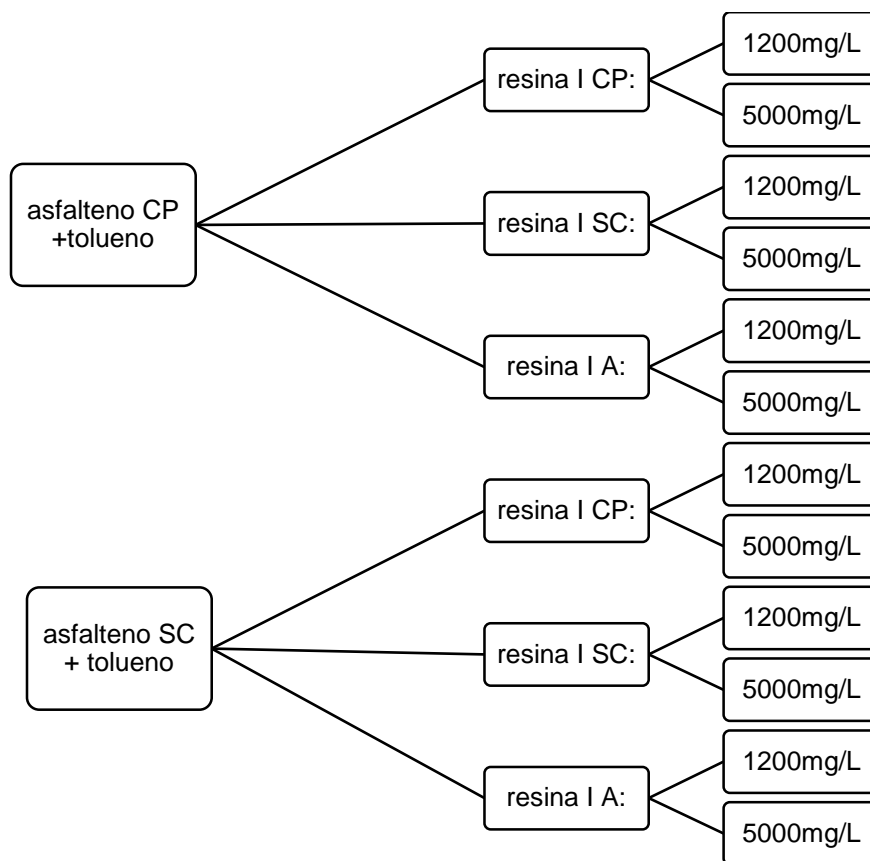 asfalteno CP
+tolueno
resina I CP:
1200mg/L
5000mg/L
resina I SC:
1200mg/L
5000mg/L
resina I A:
1200mg/L
5000mg/L
asfalteno SC
+ tolueno
resina I CP:
1200mg/L
5000mg/L
resina I SC:
1200mg/L
5000mg/L
resina I A:
1200mg/L
5000mg/L